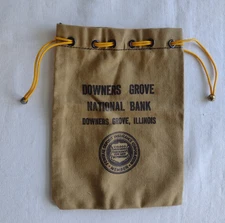 DOWNERS GROVE
NATIONAL BANK
DOWNERS GROVE, ILLINOIS